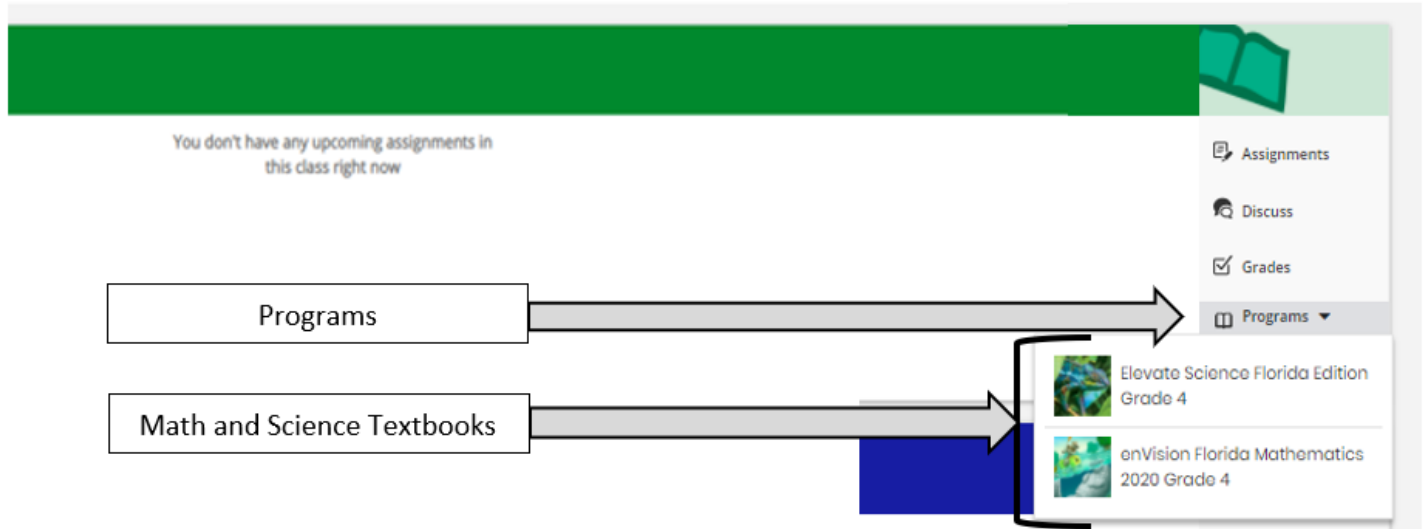 You don't have any upcoming assignments in
this class right now
Assignments
Discuss
Grades
Programs
Programs
Math and Science Textbooks
Elevate Science Florida Edition
Grade 4
enVision Florida Mathematics
2020 Grade 4